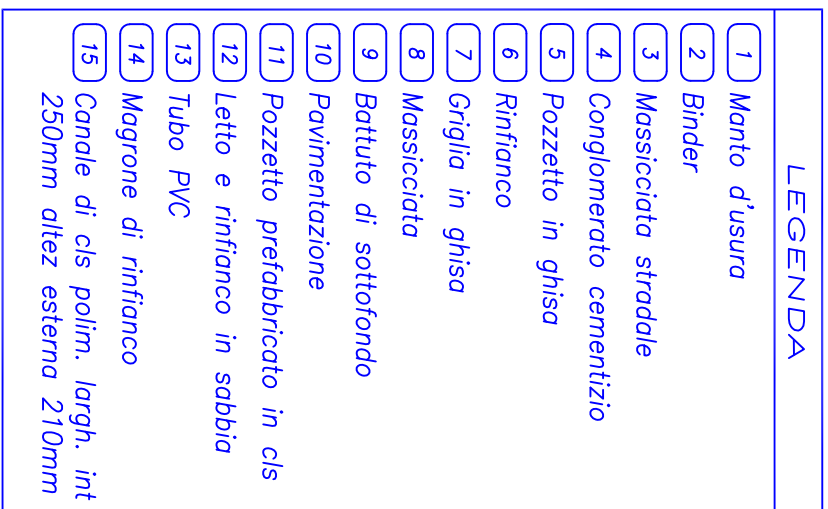 LEGENDA
1 Manto d'usura
2 Binder
3 Massicciata stradale
4 Conglomerato cementizio
5 Pozzetto in ghisa
6 Rinfianco
7 Griglia in ghisa
8 Massicciata
9 Battuto di sottofondo
10 Pavimentazione
11 Pozzetto prefabbricato in cls
12 Letto e rinfianco in sabbia
13 Tubo PVC
14 Magrone di rinfianco
15 Canale di cls polim. largh. int
250mm altez esterna 210mm